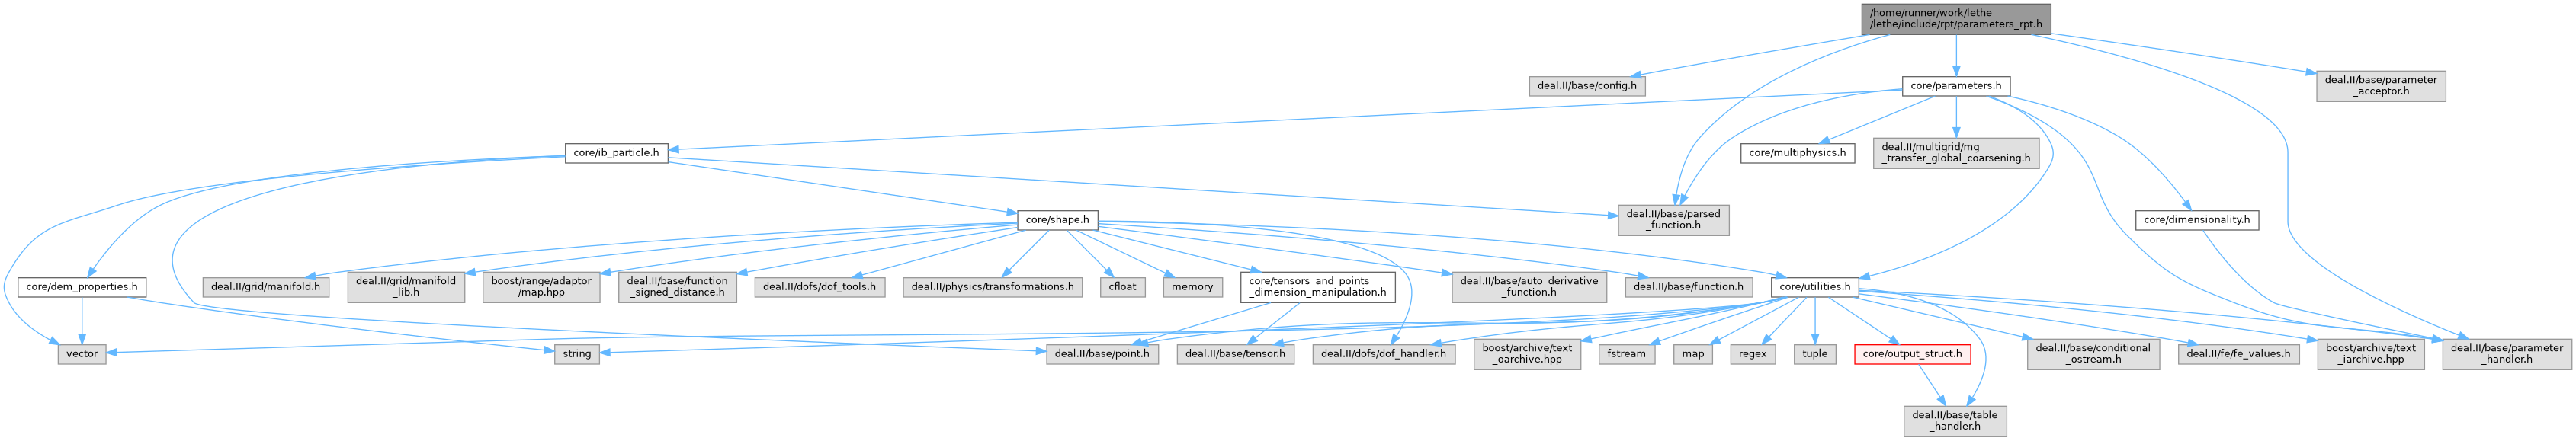 /home/runner/work/lethe
/lethe/include/rpt/parameters_rpt.h
deal.II/base/config.h
core/parameters.h
deal.II/base/parameter
_acceptor.h
core/ib_particle.h
core/multiphysics.h
deal.II/multigrid/mg
_transfer_global_coarsening.h
core/shape.h
deal.II/base/parsed
_function.h
core/dimensionality.h
core/dem_properties.h
deal.II/grid/manifold.h
deal.II/grid/manifold
_lib.h
boost/range/adaptor
/map.hpp
deal.II/base/function
_signed_distance.h
deal.II/dofs/dof_tools.h
deal.II/physics/transformations.h
cfloat
memory
core/tensors_and_points
_dimension_manipulation.h
deal.II/base/auto_derivative
_function.h
deal.II/base/function.h
core/utilities.h
vector
string
deal.II/base/point.h
deal.II/base/tensor.h
deal.II/dofs/dof_handler.h
boost/archive/text
_oarchive.hpp
fstream
map
regex
tuple
core/output_struct.h
deal.II/base/conditional
_ostream.h
deal.II/fe/fe_values.h
boost/archive/text
_iarchive.hpp
deal.II/base/parameter
_handler.h
deal.II/base/table
_handler.h